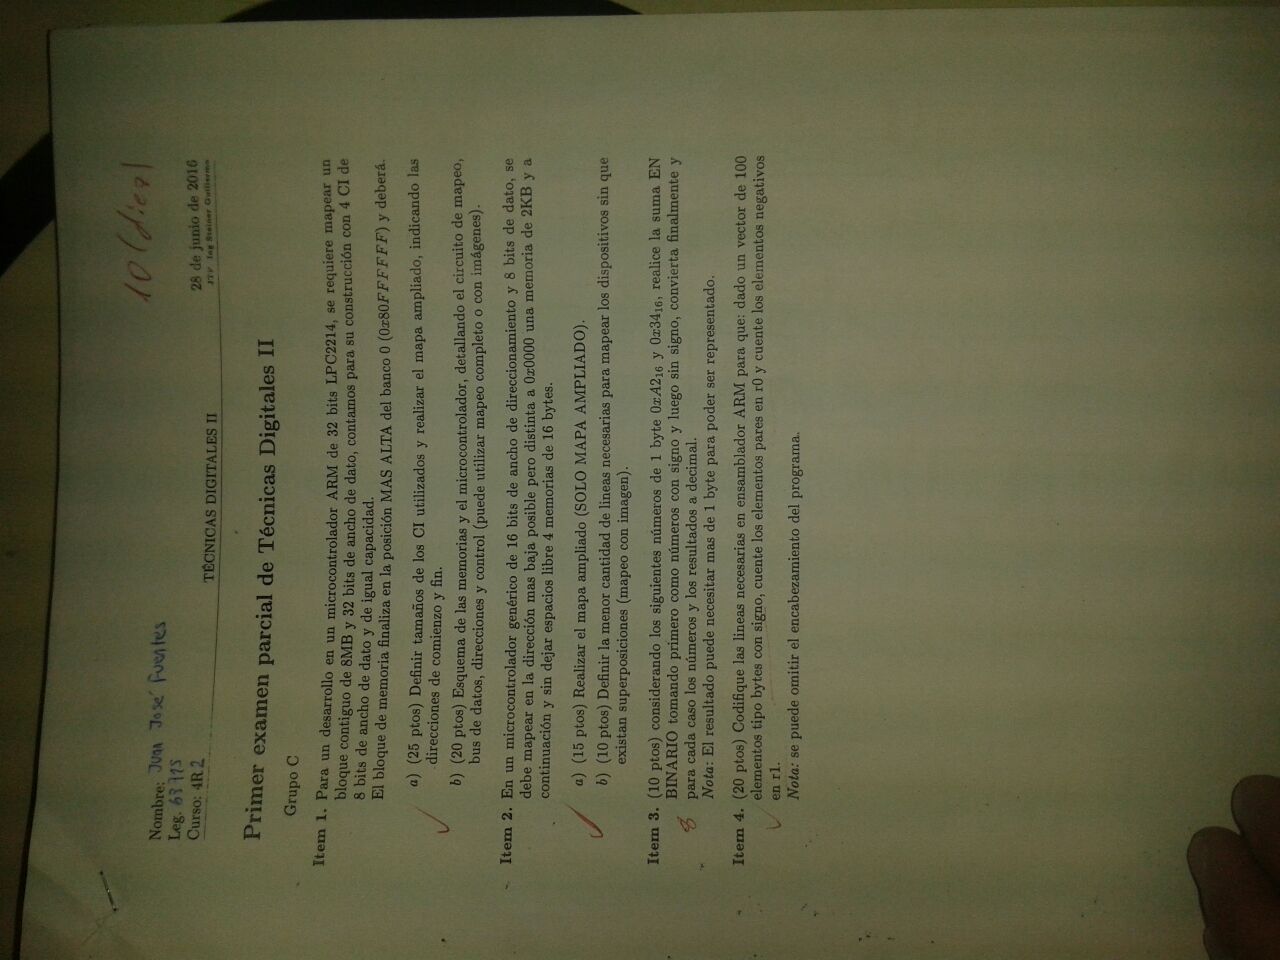 Nombre: Juan José Fuentes
Leg. 63715
Curso: 4R2
TÉCNICAS DIGITALES II
10 (diez)
28 de junio de 2016
JTP Ing Steiner Guillermo
Primer examen parcial de Técnicas Digitales II
Grupo C
Item 1. Para un desarrollo en un microcontrolador ARM de 32 bits LPC2214, se requiere mapear un
bloque contiguo de 8MB y 32 bits de ancho de dato, contamos para su construcción con 4 CI de
8 bits de ancho de dato y de igual capacidad.
El bloque de memoria finaliza en la posición MAS ALTA del banco 0 (0x80FFFFFF) y deberá.
a) (25 ptos) Definir tamaños de los CI utilizados y realizar el mapa ampliado, indicando las
direcciones de comienzo y fin.
b) (20 ptos) Esquema de las memorias y el microcontrolador, detallando el circuito de mapeo,
bus de datos, direcciones y control (puede utilizar mapeo completo o con imágenes).
Item 2. En un microcontrolador genérico de 16 bits de ancho de direccionamiento y 8 bits de dato, se
debe mapear en la dirección mas baja posible pero distinta a 0x0000 una memoria de 2KB y a
continuación y sin dejar espacios libre 4 memorias de 16 bytes.
a) (15 ptos) Realizar el mapa ampliado (SOLO MAPA AMPLIADO).
b) (10 ptos) Definir la menor cantidad de lineas necesarias para mapear los dispositivos sin que
existan superposiciones (mapeo con imagen).
Item 3. (10 ptos) considerando los siguientes números de 1 byte 0xA2₁₆ y 0x34₁₆, realice la suma EN
BINARIO tomando primero como números con signo y luego sin signo, convierta finalmente y
para cada caso los números y los resultados a decimal.
8
Nota: El resultado puede necesitar mas de 1 byte para poder ser representado.
Item 4. (20 ptos) Codifique las lineas necesarias en ensamblador ARM para que: dado un vector de 100
elementos tipo bytes con signo, cuente los elementos pares en r0 y cuente los elementos negativos
en r1.
Nota: se puede omitir el encabezamiento del programa.